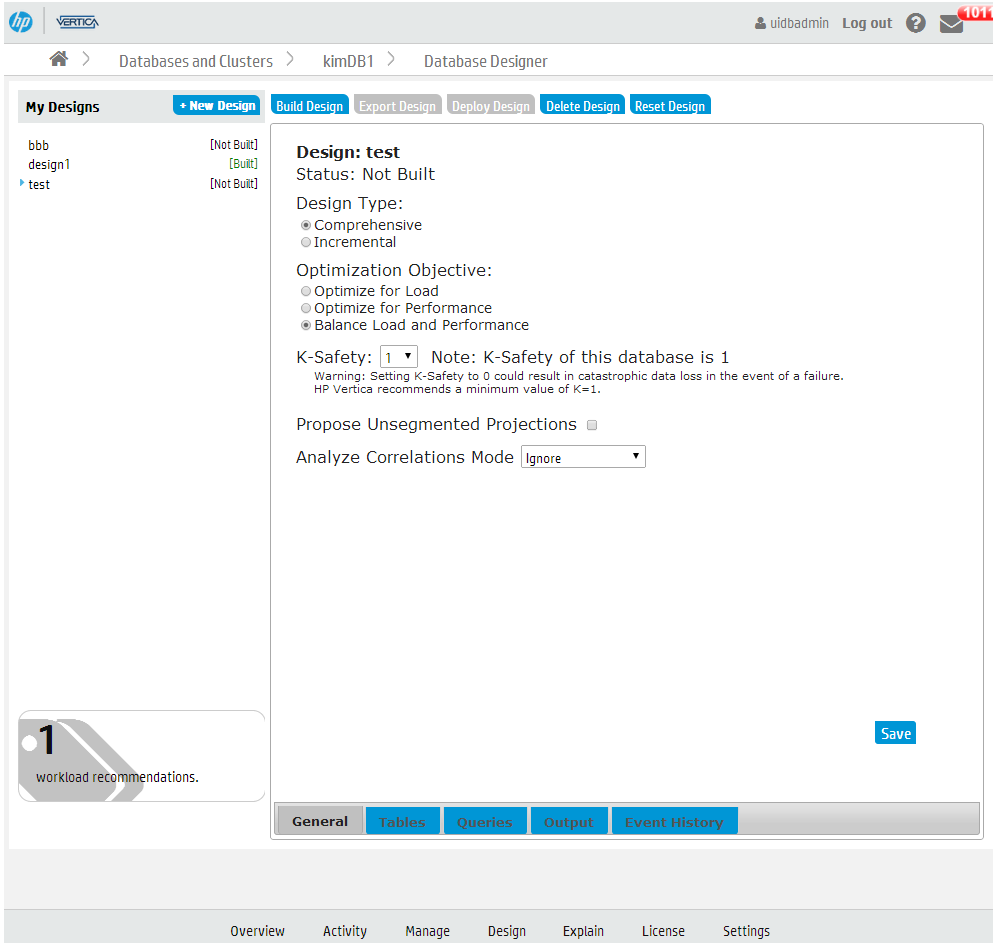 hp VERTICA uidbadmin Log out ? 1011
Databases and Clusters kimDB1 Database Designer
My Designs + New Design Build Design Export Design Deploy Design Delete Design Reset Design
bbb [Not Built]
design1 [Built]
test [Not Built]
Design: test
Status: Not Built
Design Type:
Comprehensive
Incremental
Optimization Objective:
Optimize for Load
Optimize for Performance
Balance Load and Performance
K-Safety: 1 Note: K-Safety of this database is 1
Warning: Setting K-Safety to 0 could result in catastrophic data loss in the event of a failure.
HP Vertica recommends a minimum value of K=1.
Propose Unsegmented Projections
Analyze Correlations Mode Ignore
Save
1
workload recommendations.
General Tables Queries Output Event History
Overview Activity Manage Design Explain License Settings